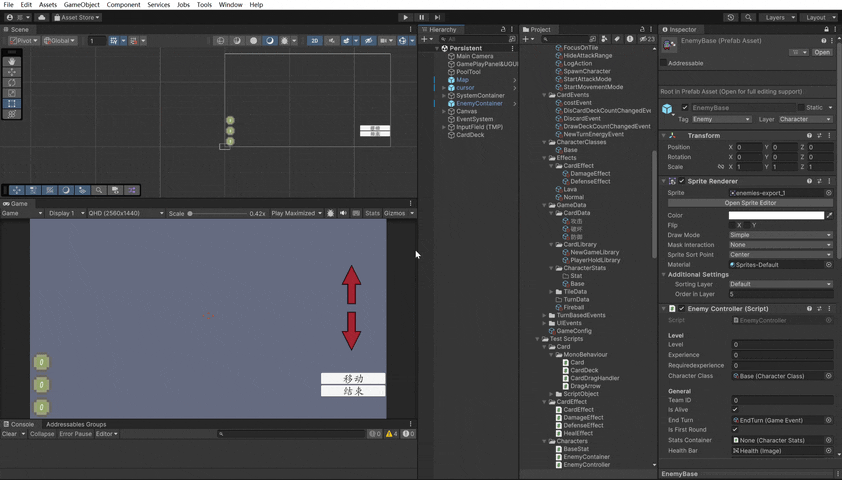 File Edit Assets GameObject Component Services Jobs Tools Window Help
Asset Store
Layers Layout
Scene
Pivot Global 1 2D
Game
Game Display 1 QHD (2560x1440) Scale 0.42x Play Maximized Stats Gizmos
0
0
0
移动
结束
Console Addressables Groups
Clear Collapse Error Pause Editor 0 4 0
Hierarchy
All
Persistent
Main Camera
GamePlayPanel&UGUI
PoolTool
Map
cursor
SystemContainer
EnemyContainer
Canvas
EventSystem
InputField (TMP)
CardDeck
Project
23
FocusOnTile
HideAttackRange
LogAction
SpawnCharacter
StartAttackMode
StartMovementMode
CardEvents
costEvent
DisCardDeckCountChangedEvent
DiscardEvent
DrawDeckCountChangedEvent
NewTurnEnergyEvent
CharacterClasses
Base
Effects
CardEffect
DamageEffect
DefenseEffect
Lava
Normal
GameData
CardData
攻击
破坏
防御
CardLibrary
NewGameLibrary
PlayerHoldLibrary
CharacterStats
Stat
Base
TileData
TurnData
Fireball
TurnBasedEvents
UIEvents
GameConfig
Test Scripts
Card
MonoBehaviour
Card
CardDeck
CardDragHandler
DragArrow
ScriptObject
CardEffect
CardEffect
DamageEffect
DefenseEffect
HealEffect
Characters
BaseStat
EnemyContainer
EnemyController
Inspector
EnemyBase (Prefab Asset)
Open
Addressable
Root in Prefab Asset (Open for full editing support)
EnemyBase Static
Tag Enemy Layer Character
Transform
Position X 0 Y 0 Z 0
Rotation X 0 Y 0 Z 0
Scale X 1 Y 1 Z 1
Sprite Renderer
Sprite enemies-export_1
Open Sprite Editor
Color
Flip X Y
Draw Mode Simple
Mask Interaction None
Sprite Sort Point Center
Material Sprites-Default
Additional Settings
Sorting Layer Default
Order in Layer 5
Enemy Controller (Script)
Script EnemyController
Level
Level 0
Experience 0
Requiredexperience 0
Character Class Base (Character Class)
General
Team ID 0
Is Alive
End Turn EndTurn (Game Event)
Is First Round
Stats Container None (Character Stats)
Health Bar Health (Image)
EnemyBase